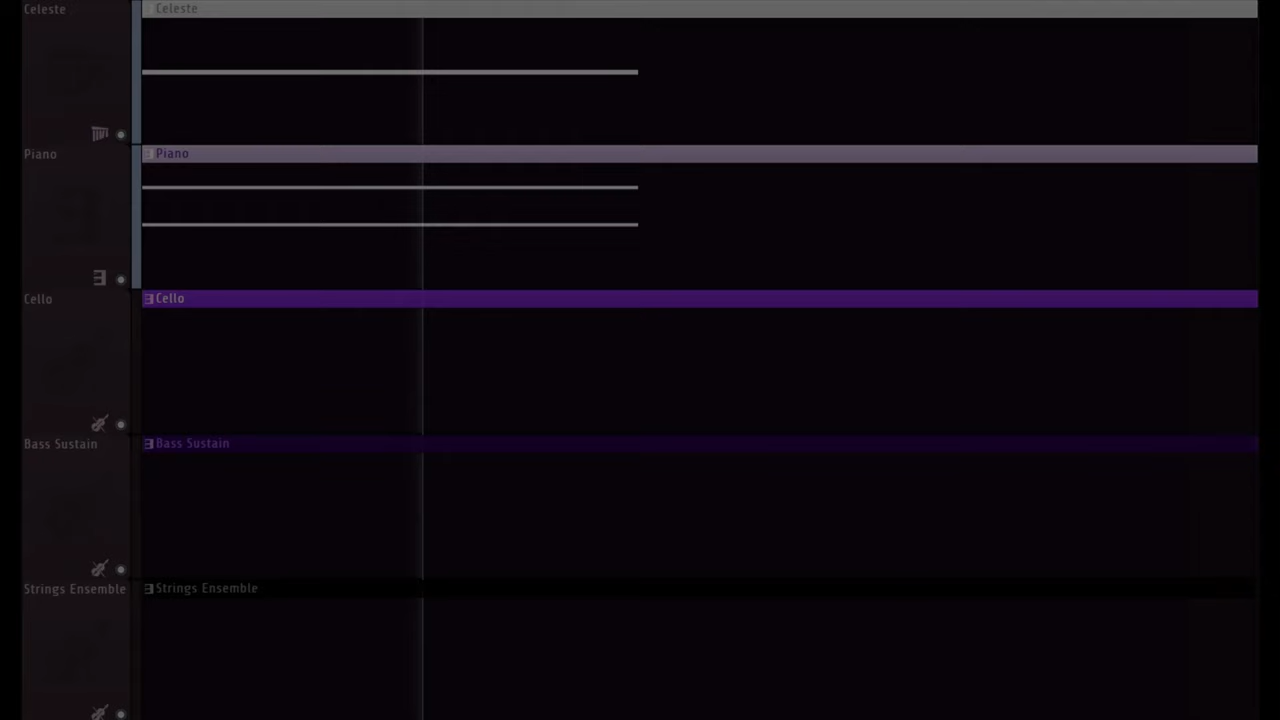 Celeste Celeste
Piano Piano
Cello Cello
Bass Sustain Bass Sustain
Strings Ensemble Strings Ensemble